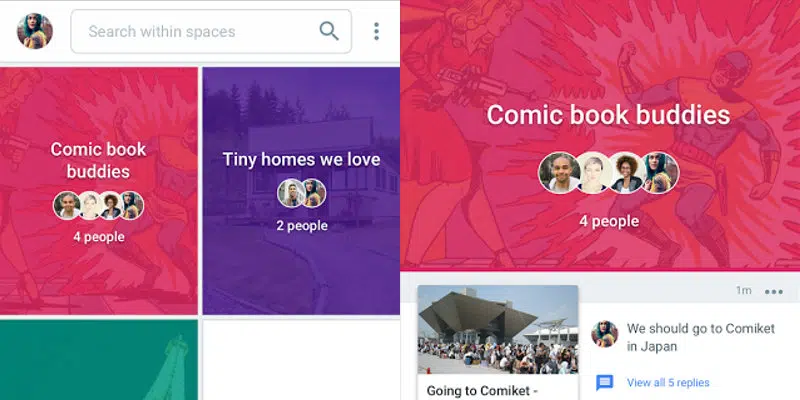 Search within spaces
Comic book
buddies
4 people
Tiny homes we love
2 people
Comic book buddies
4 people
1m
We should go to Comiket
in Japan
View all 5 replies
Going to Comiket -